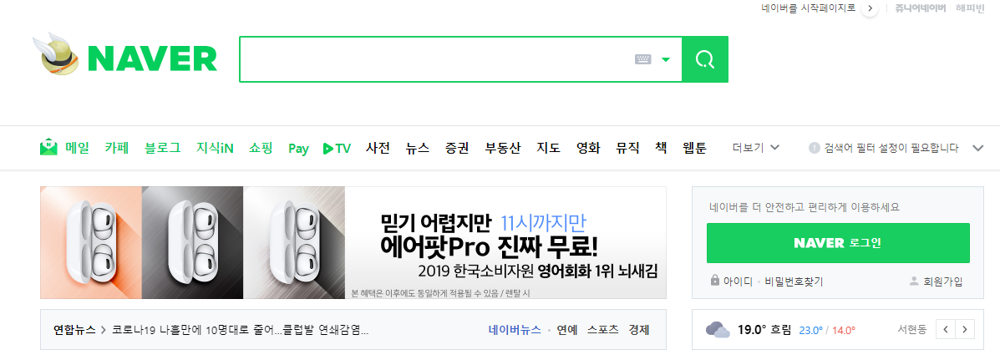 네이버를 시작페이지로 쥬니어네이버 해피빈
NAVER
메일 카페 블로그 지식iN 쇼핑 Pay TV 사전 뉴스 증권 부동산 지도 영화 뮤직 책 웹툰 더보기 검색어 필터 설정이 필요합니다
믿기 어렵지만 11시까지만
에어팟Pro 진짜 무료!
2019 한국소비자원 영어회화 1위 뇌새김
본 혜택은 이후에도 동일하게 적용될 수 있음 / 렌탈 시
네이버를 더 안전하고 편리하게 이용하세요
NAVER 로그인
아이디 · 비밀번호찾기 회원가입
연합뉴스 > 코로나19 나흘만에 10명대로 줄어...클럽발 연쇄감염... 네이버뉴스 · 연예 스포츠 경제
19.0° 흐림 23.0° / 14.0° 서현동